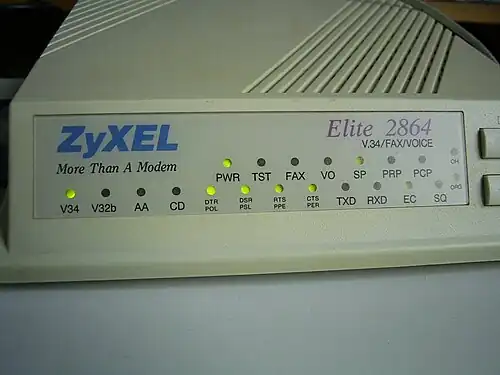 ZyXEL
More Than A Modem
Elite 2864
V.34/FAX/VOICE
PWR TST FAX VO SP PRP PCP
OH
V34 V32b AA CD DTR DSR RTS CTS TXD RXD EC SQ
POL PSL PPE PER